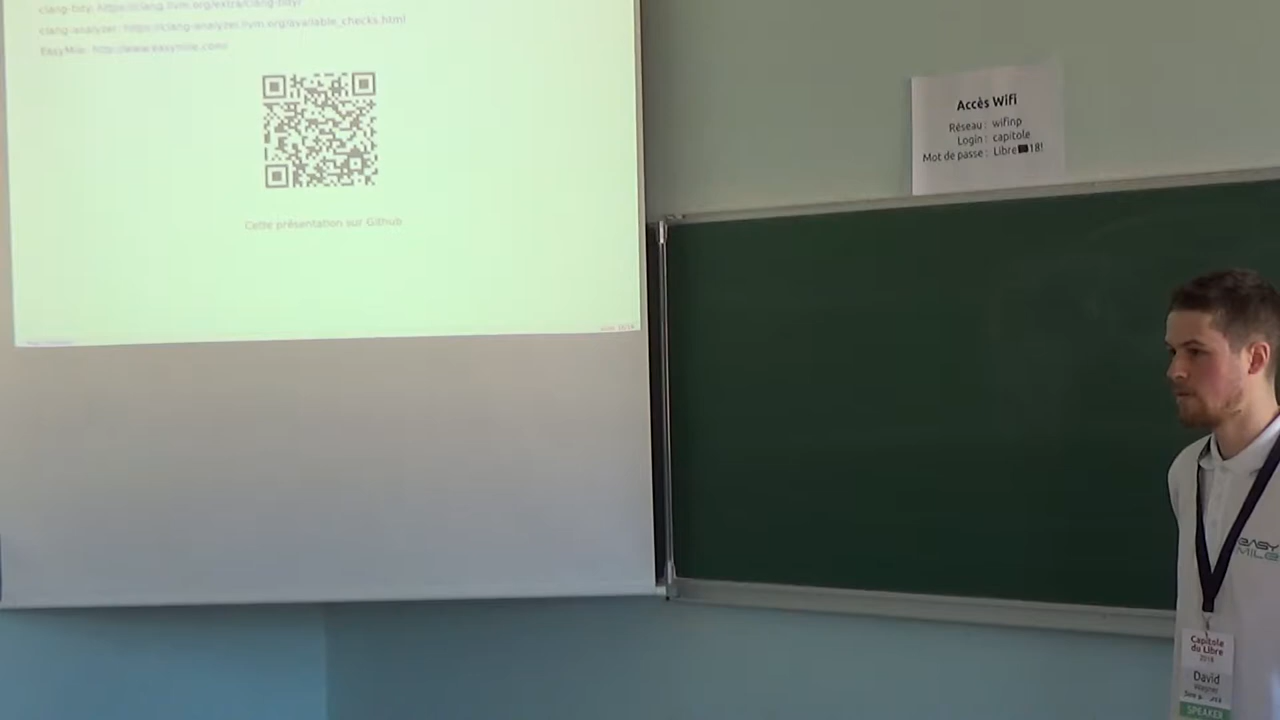 clang-tidy: https://clang.llvm.org/extra/clang-tidy/
clang-analyzer: https://clang-analyzer.llvm.org/available_checks.html
EasyMile: http://www.easymile.com/
Cette présentation sur Github
Accès Wifi
Réseau : wifinp
Login : capitole
Mot de passe : Libre 18!
EASY
MILE
Capitole
du Libre
2018
David
SPEAKER